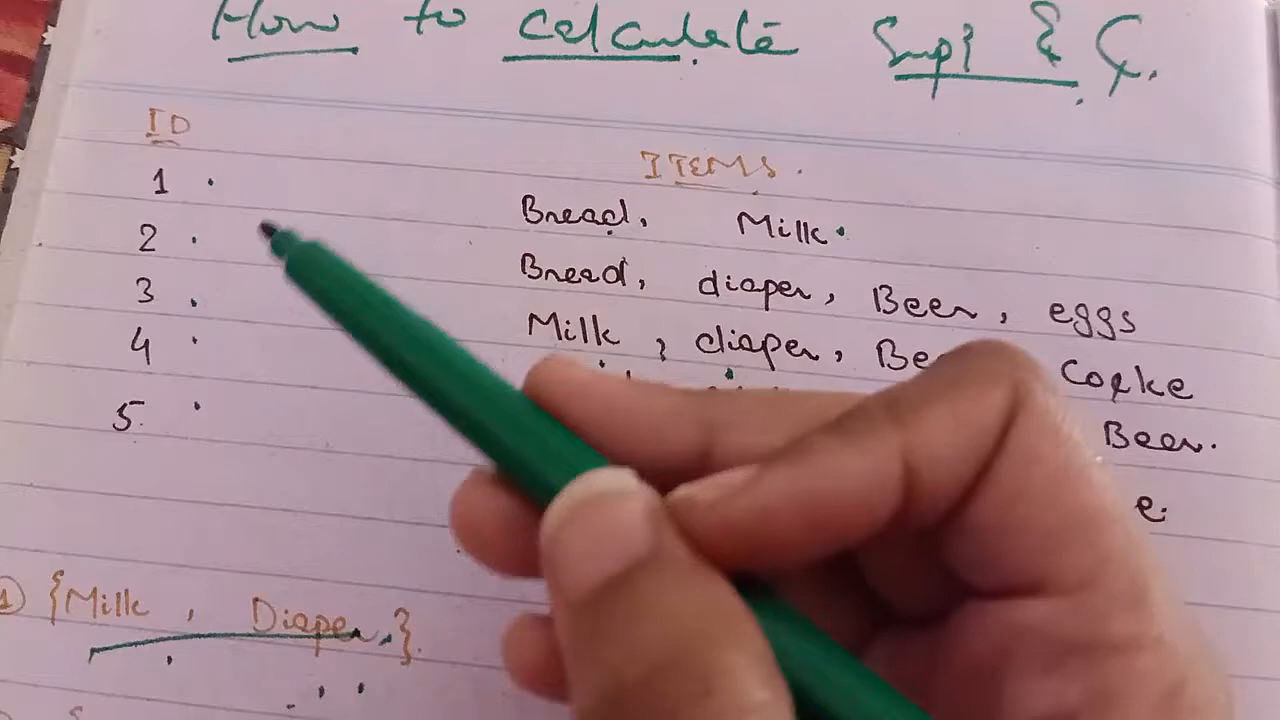 How to calculate Sup} & C.
ID ITEMS.
1. Bread, Milk.
2. Bread, diaper, Beer, eggs
3. Milk, diaper, Coke
4. Beer.
5.
1) {Milk, Diaper,}.